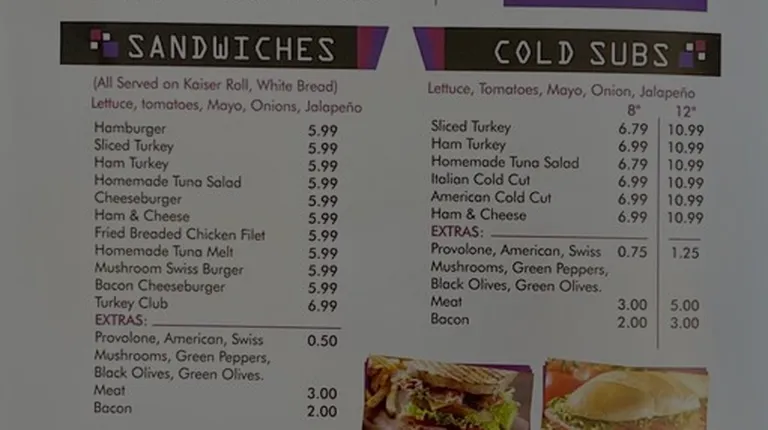 SANDWICHES
(All Served on Kaiser Roll, White Bread)
Lettuce, tomatoes, Mayo, Onions, Jalapeño
Hamburger 5.99
Sliced Turkey 5.99
Ham Turkey 5.99
Homemade Tuna Salad 5.99
Cheeseburger 5.99
Ham & Cheese 5.99
Fried Breaded Chicken Filet 5.99
Homemade Tuna Melt 5.99
Mushroom Swiss Burger 5.99
Bacon Cheeseburger 5.99
Turkey Club 6.99
EXTRAS:
Provolone, American, Swiss 0.50
Mushrooms, Green Peppers,
Black Olives, Green Olives.
Meat 3.00
Bacon 2.00
COLD SUBS
Lettuce, Tomatoes, Mayo, Onion, Jalapeño
8" 12"
Sliced Turkey 6.79 10.99
Ham Turkey 6.99 10.99
Homemade Tuna Salad 6.79 10.99
Italian Cold Cut 6.99 10.99
American Cold Cut 6.99 10.99
Ham & Cheese 6.99 10.99
EXTRAS:
Provolone, American, Swiss 0.75 1.25
Mushrooms, Green Peppers,
Black Olives, Green Olives.
Meat 3.00 5.00
Bacon 2.00 3.00